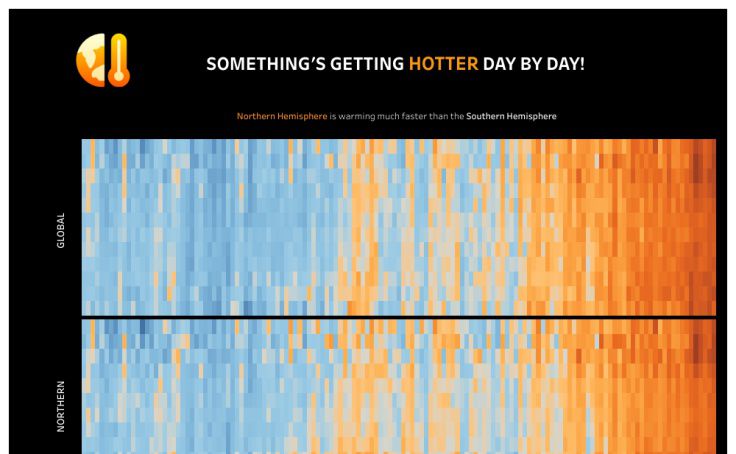 SOMETHING'S GETTING HOTTER DAY BY DAY!
Northern Hemisphere is warming much faster than the Southern Hemisphere
GLOBAL
NORTHERN